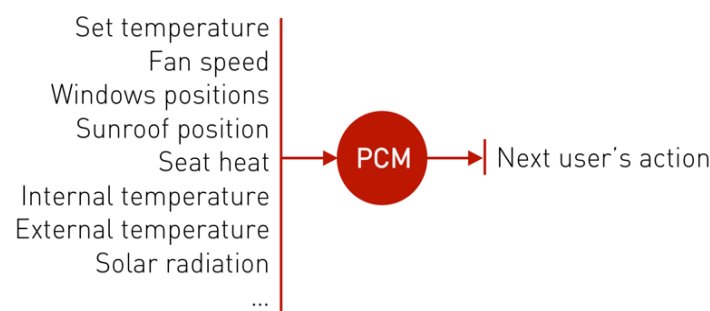 Set temperature
Fan speed
Windows positions
Sunroof position
Seat heat
Internal temperature
External temperature
Solar radiation
...
PCM
Next user's action